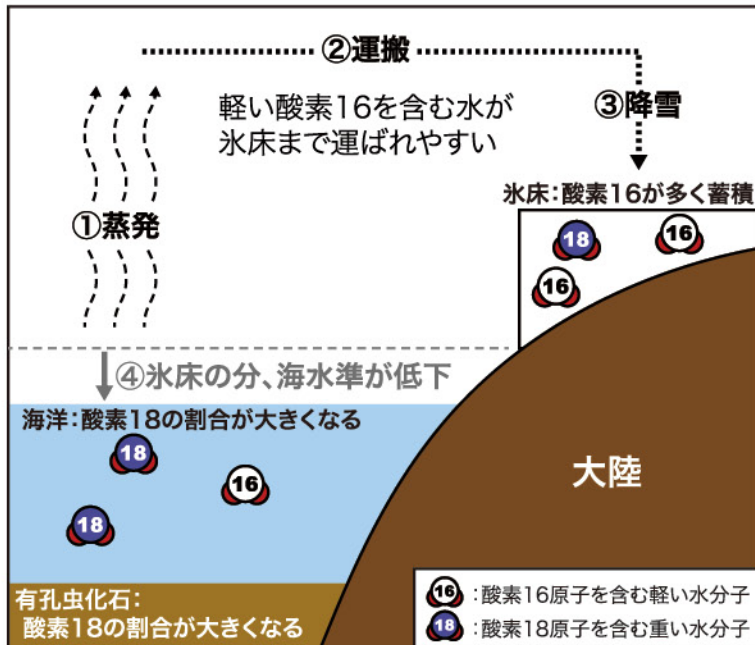 ②運搬
軽い酸素16を含む水が
氷床まで運ばれやすい
③降雪
①蒸発
氷床：酸素16が多く蓄積
18
16
16
④氷床の分、海水準が低下
海洋：酸素18の割合が大きくなる
18
16
18
大陸
有孔虫化石：
酸素18の割合が大きくなる
16：酸素16原子を含む軽い水分子
18：酸素18原子を含む重い水分子